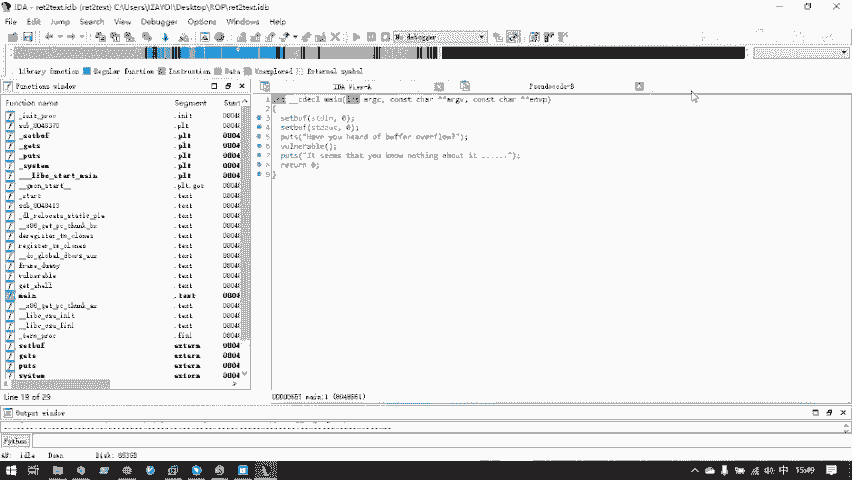 IDA - ret2text.idb (ret2text) C:\Users\IZAYOI\Desktop\ROP\ret2text.idb
File Edit Jump Search View Debugger Options Windows Help
No debugger
Library function Regular function Instruction Data Unexplored External symbol
Functions window
IDA View-A
Pseudocode-B
Function name Segment Start
_init_proc .init 0804
sub_8048370 .plt 0804
_setbuf .plt 0804
_gets .plt 0804
_puts .plt 0804
_system .plt 0804
___libc_start_main .plt 0804
__gmon_start__ .plt.got 0804
_start .text 0804
sub_8048413 .text 0804
_dl_relocate_static_pie .text 0804
__x86_get_pc_thunk_bx .text 0804
deregister_tm_clones .text 0804
register_tm_clones .text 0804
__do_global_dtors_aux .text 0804
frame_dummy .text 0804
vulnerable .text 0804
get_shell .text 0804
main .text 0804
__x86_get_pc_thunk_ax .text 0804
__libc_csu_init .text 0804
__libc_csu_fini .text 0804
_term_proc .fini 0804
setbuf extern 0804
gets extern 0804
puts extern 0804
system extern 0804
Line 19 of 29
1 int __cdecl main(int argc, const char **argv, const char **envp)
2 {
3 setbuf(stdin, 0);
4 setbuf(stdout, 0);
5 puts("Have you heard of buffer overflow?");
6 vulnerable();
7 puts("It seems that you know nothing about it ......");
8 return 0;
9 }
Output window
Python
AU: idle Down Disk: 863GB
中 15:49